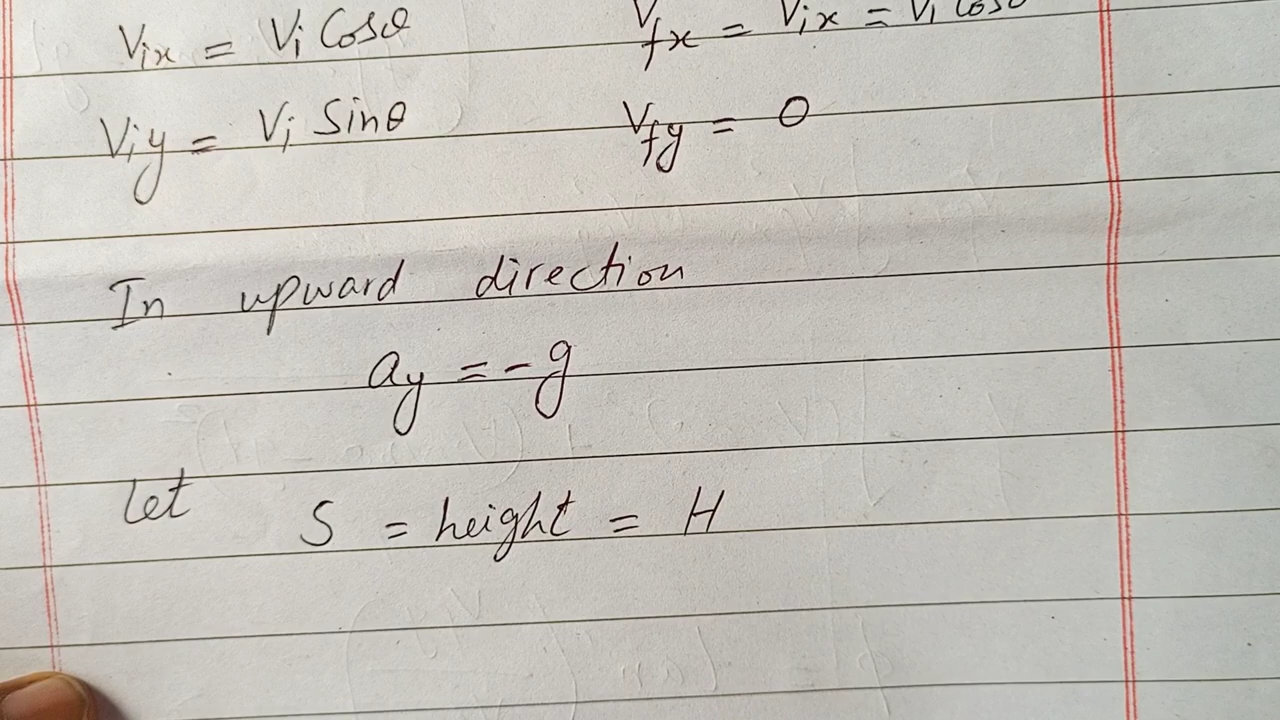 Vix = Vi Cosθ Vfx = Vix = Vi Cosθ
Viy = Vi Sinθ Vfy = 0
In upward direction
ay = -g
Let S = height = H